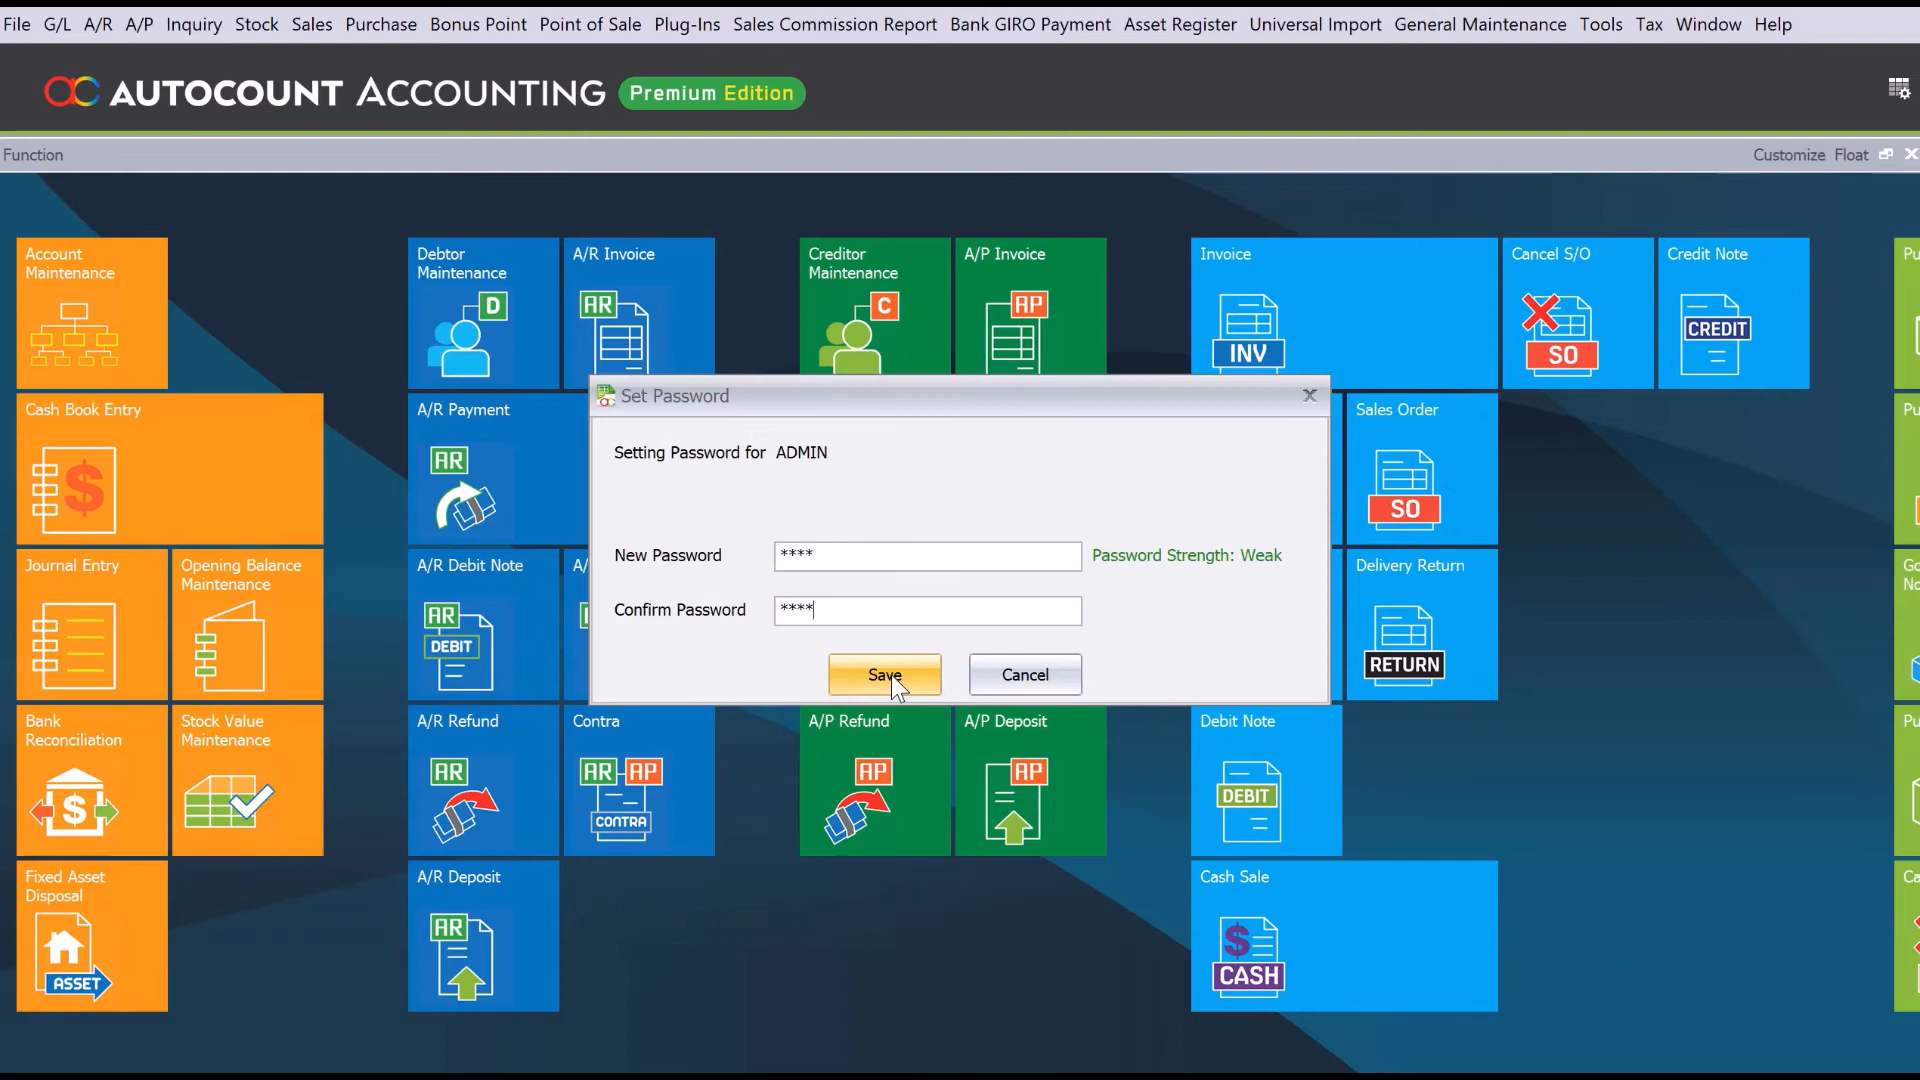 File G/L A/R A/P Inquiry Stock Sales Purchase Bonus Point Point of Sale Plug-Ins Sales Commission Report Bank GIRO Payment Asset Register Universal Import General Maintenance Tools Tax Window Help
AUTOCOUNT ACCOUNTING Premium Edition
Function
Customize Float
Account
Maintenance
Debtor
Maintenance
D
A/R Invoice
AR
Creditor
Maintenance
C
A/P Invoice
AP
Invoice
INV
Cancel S/O
SO
Credit Note
CREDIT
Pu
Cash Book Entry
$
A/R Payment
AR
Set Password
Setting Password for ADMIN
New Password
****
Password Strength: Weak
Confirm Password
****
Save
Cancel
Sales Order
SO
Pu
Journal Entry
Opening Balance
Maintenance
A/R Debit Note
AR
DEBIT
A/
Delivery Return
RETURN
Go
No
Bank
Reconciliation
$
Stock Value
Maintenance
A/R Refund
AR
Contra
AR AP
CONTRA
A/P Refund
AP
A/P Deposit
AP
Debit Note
DEBIT
Pu
Fixed Asset
Disposal
ASSET
A/R Deposit
AR
Cash Sale
$
CASH
Ca